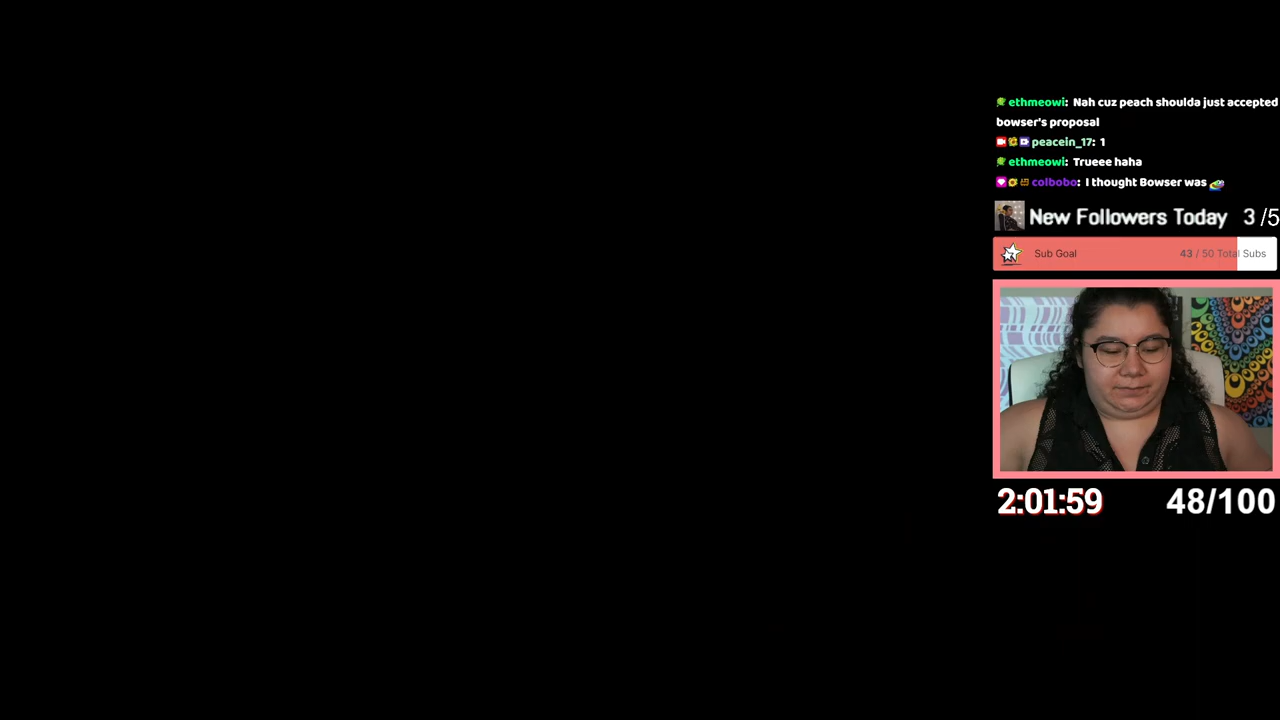 ethmeowi: Nah cuz peach shoulda just accepted
bowser's proposal
peacein_17: 1
ethmeowi: Trueee haha
colbobo: I thought Bowser was
New Followers Today 3 /5
Sub Goal 43 / 50 Total Subs
2:01:59 48/100